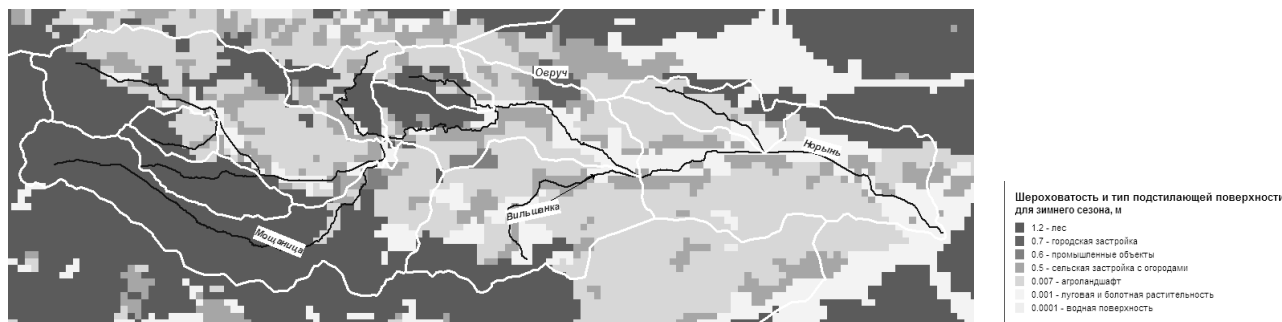 Овруч
Норынь
Вильшанка
Мощаница
Шероховатость и тип подстилающей поверхности
для зимнего сезона, м
1.2 - лес
0.7 - городская застройка
0.6 - промышленные объекты
0.5 - сельская застройка с огородами
0.007 - агроландшафт
0.001 - луговая и болотная растительность
0.0001 - водная поверхность